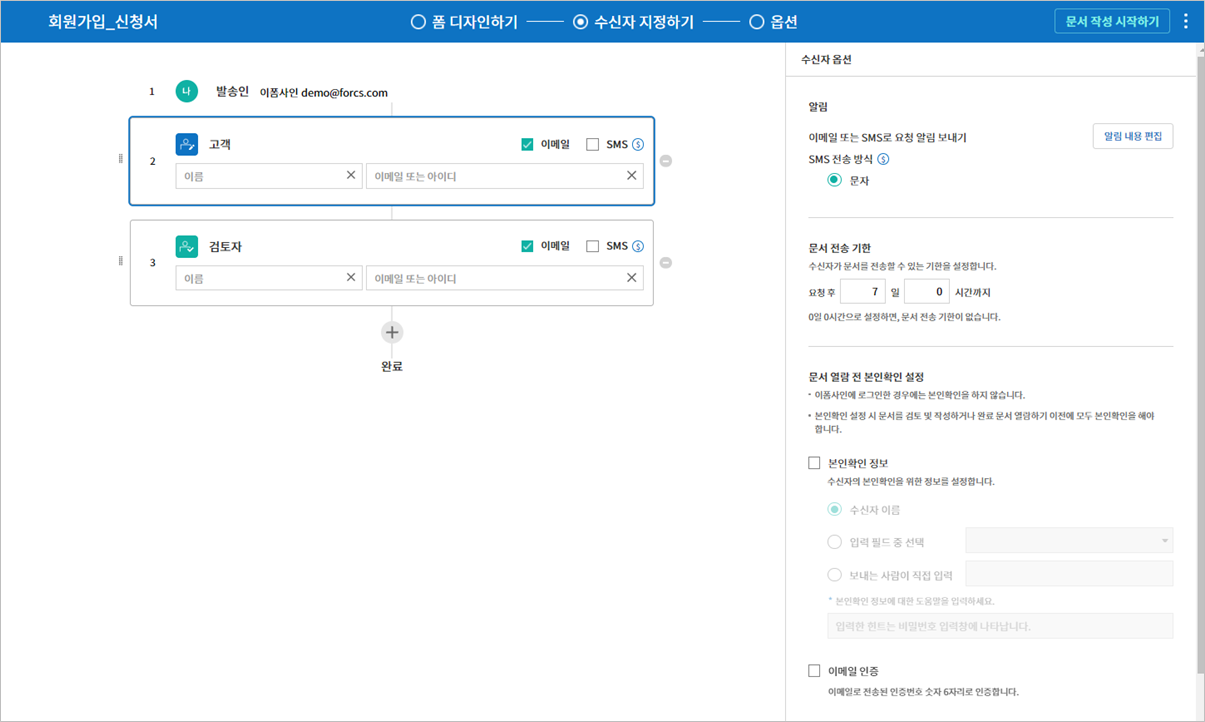 회원가입_신청서
폼 디자인하기
수신자 지정하기
옵션
문서 작성 시작하기
1 나 발송인 이폼사인 demo@forcs.com
2 고객 이메일 SMS
이름 이메일 또는 아이디
3 검토자 이메일 SMS
이름 이메일 또는 아이디
완료
수신자 옵션
알림
이메일 또는 SMS로 요청 알림 보내기
알림 내용 편집
SMS 전송 방식
문자
문서 전송 기한
수신자가 문서를 전송할 수 있는 기한을 설정합니다.
요청 후 7 일 0 시간까지
0일 0시간으로 설정하면, 문서 전송 기한이 없습니다.
문서 열람 전 본인확인 설정
• 이폼사인에 로그인한 경우에는 본인확인을 하지 않습니다.
• 본인확인 설정 시 문서를 검토 및 작성하거나 완료 문서 열람하기 이전에 모두 본인확인을 해야
합니다.
본인확인 정보
수신자의 본인확인을 위한 정보를 설정합니다.
수신자 이름
입력 필드 중 선택
보내는 사람이 직접 입력
* 본인확인 정보에 대한 도움말을 입력하세요.
입력한 힌트는 비밀번호 입력창에 나타납니다.
이메일 인증
이메일로 전송된 인증번호 숫자 6자리로 인증합니다.